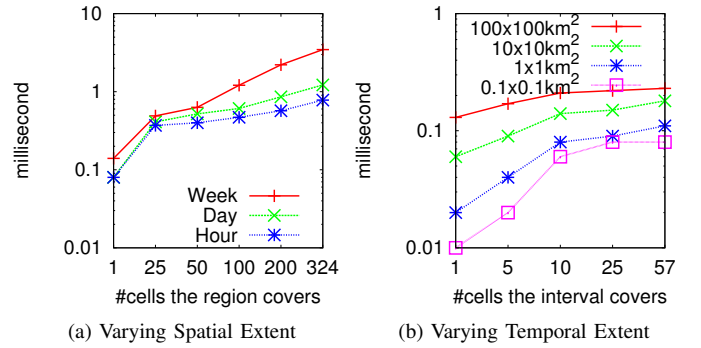 10
1
0.1
0.01
millisecond
Week
Day
Hour
1 25 50 100 200 324
#cells the region covers
(a) Varying Spatial Extent
1
0.1
0.01
millisecond
100x100km²
10x10km²
1x1km²
0.1x0.1km²
1 5 10 25 57
#cells the interval covers
(b) Varying Temporal Extent